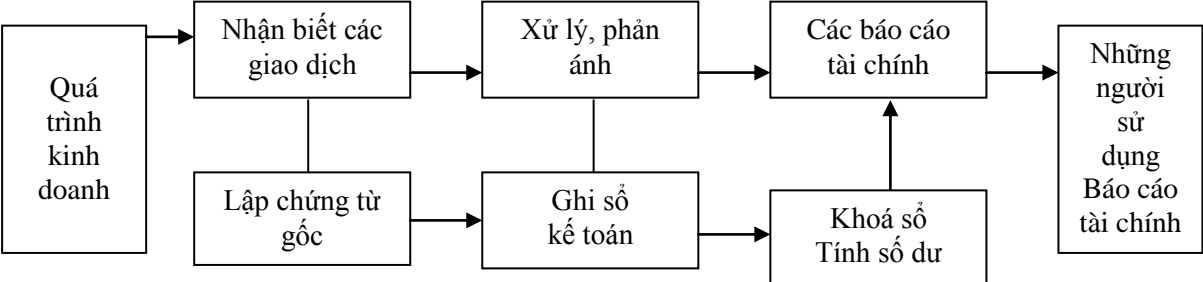 Quá
trình
kinh
doanh
Nhận biết các
giao dịch
Xử lý, phản
ánh
Các báo cáo
tài chính
Những
người
sử
dụng
Báo cáo
tài chính
Lập chứng từ
gốc
Ghi sổ
kế toán
Khoá sổ
Tính số dư